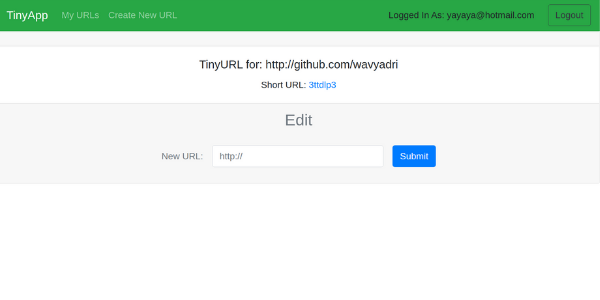 TinyApp My URLs Create New URL Logged In As: yayaya@hotmail.com Logout
TinyURL for: http://github.com/wavyadri
Short URL: 3ttdlp3
Edit
New URL: http:// Submit